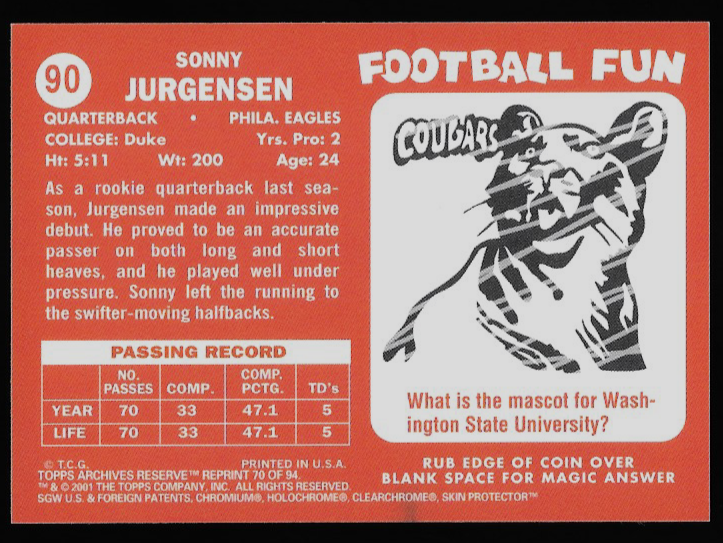 90
SONNY
JURGENSEN
QUARTERBACK • PHILA. EAGLES
COLLEGE: Duke Yrs. Pro: 2
Ht: 5:11 Wt: 200 Age: 24
As a rookie quarterback last sea-
son, Jurgensen made an impressive
debut. He proved to be an accurate
passer on both long and short
heaves, and he played well under
pressure. Sonny left the running to
the swifter-moving halfbacks.
PASSING RECORD
NO. PASSES COMP. COMP. PCTG. TD's
YEAR 70 33 47.1 5
LIFE 70 33 47.1 5
© T.C.G. PRINTED IN U.S.A.
TOPPS ARCHIVES RESERVE™ REPRINT 70 OF 94.
™ & © 2001 THE TOPPS COMPANY, INC. ALL RIGHTS RESERVED.
SGW U.S. & FOREIGN PATENTS, CHROMIUM®, HOLOCHROME®, CLEARCHROME®, SKIN PROTECTOR™
FOOTBALL FUN
COUGARS
What is the mascot for Wash-
ington State University?
RUB EDGE OF COIN OVER
BLANK SPACE FOR MAGIC ANSWER